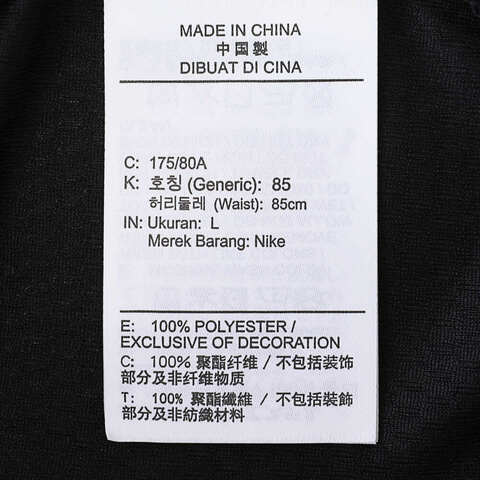 MADE IN CHINA
中国製
DIBUAT DI CINA
C: 175/80A
K: 호칭 (Generic): 85
허리둘레 (Waist): 85cm
IN: Ukuran: L
Merek Barang: Nike
E: 100% POLYESTER /
EXCLUSIVE OF DECORATION
C: 100% 聚酯纤维 / 不包括装饰
部分及非纤维物质
T: 100% 聚酯纖維 / 不包括裝飾
部分及非紡織材料